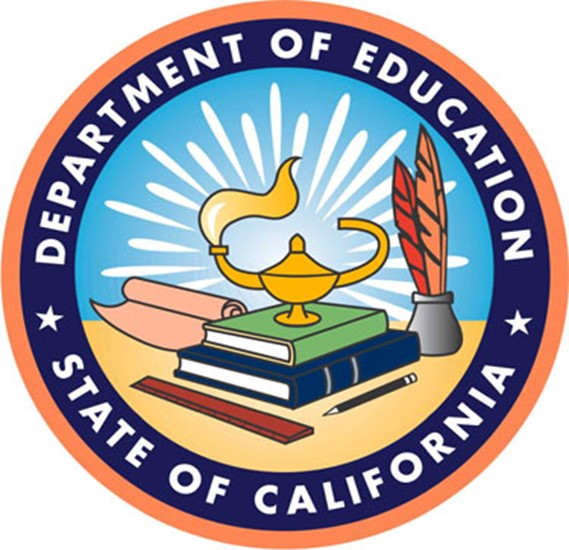 DEPARTMENT OF EDUCATION
STATE OF CALIFORNIA